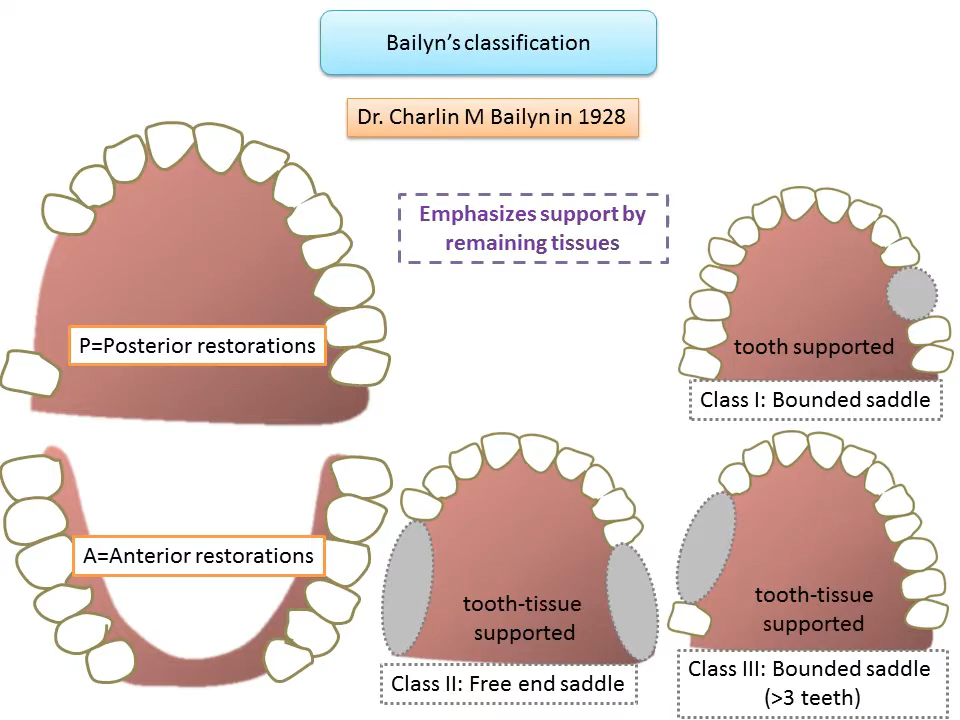 Bailyn’s classification
Dr. Charlin M Bailyn in 1928
Emphasizes support by
remaining tissues
P=Posterior restorations
tooth supported
Class I: Bounded saddle
A=Anterior restorations
tooth-tissue
supported
Class II: Free end saddle
tooth-tissue
supported
Class III: Bounded saddle
(>3 teeth)